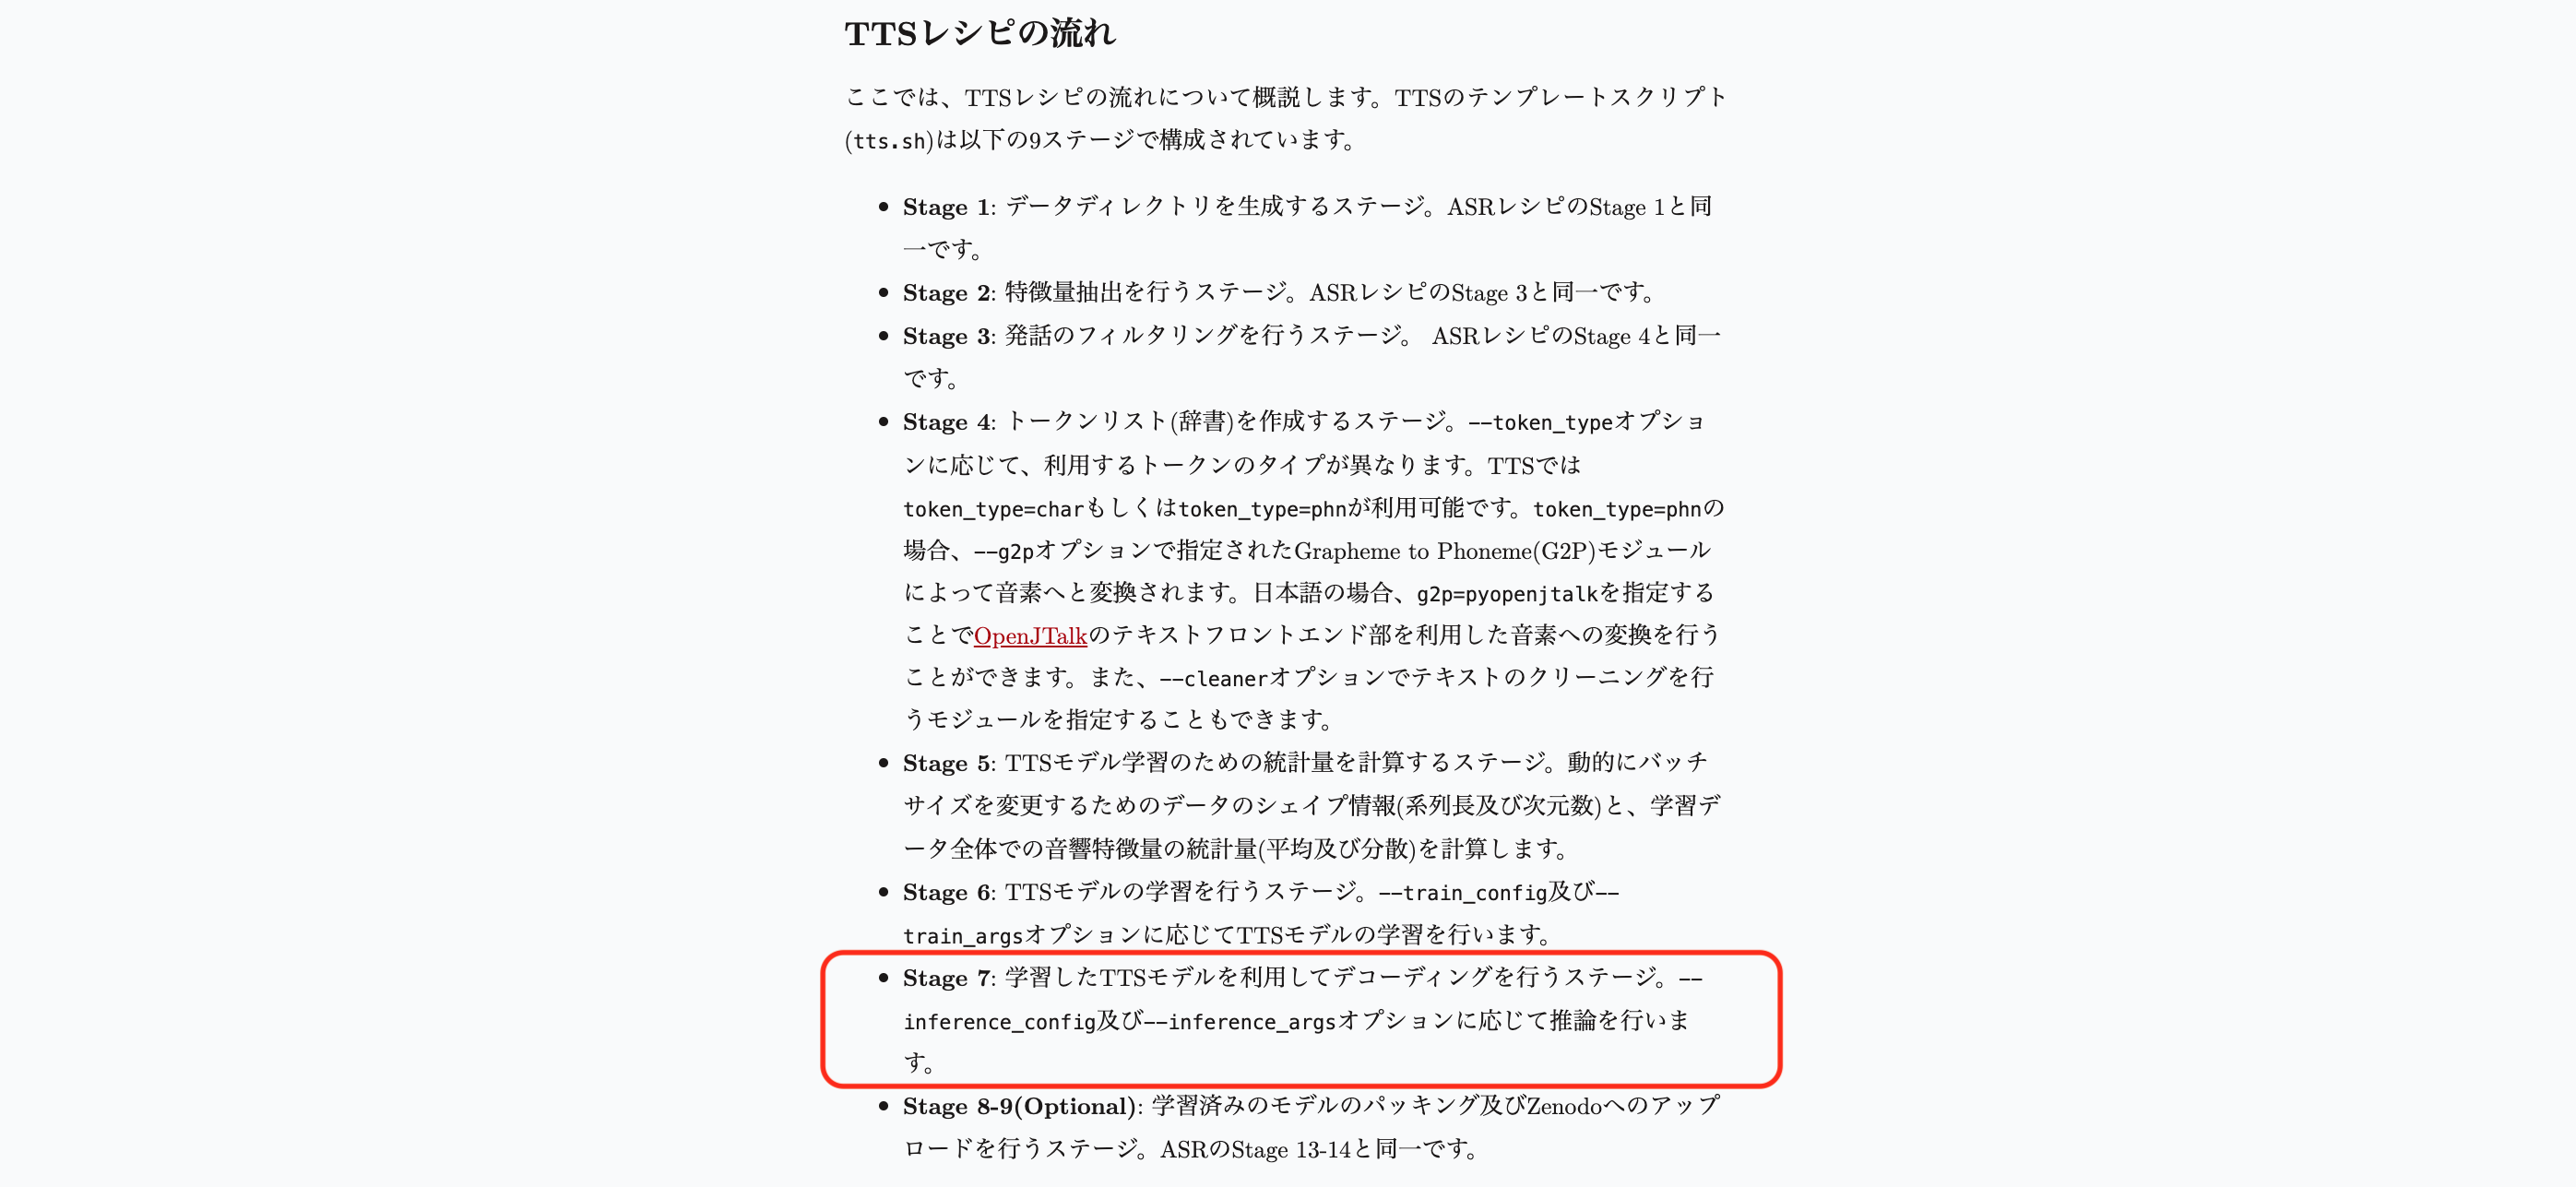 TTSレシピの流れ
ここでは、TTSレシピの流れについて概説します。TTSのテンプレートスクリプト
(tts.sh)は以下の9ステージで構成されています。
• Stage 1: データディレクトリを生成するステージ。ASRレシピのStage 1と同
一です。
• Stage 2: 特徴量抽出を行うステージ。ASRレシピのStage 3と同一です。
• Stage 3: 発話のフィルタリングを行うステージ。 ASRレシピのStage 4と同一
です。
• Stage 4: トークンリスト(辞書)を作成するステージ。--token_typeオプショ
ンに応じて、利用するトークンのタイプが異なります。TTSでは
token_type=charもしくはtoken_type=phnが利用可能です。token_type=phnの
場合、--g2pオプションで指定されたGrapheme to Phoneme(G2P)モジュール
によって音素へと変換されます。日本語の場合、g2p=pyopenjtalkを指定する
ことでOpenJTalkのテキストフロントエンド部を利用した音素への変換を行う
ことができます。また、--cleanerオプションでテキストのクリーニングを行
うモジュールを指定することもできます。
• Stage 5: TTSモデル学習のための統計量を計算するステージ。動的にバッチ
サイズを変更するためのデータのシェイプ情報(系列長及び次元数)と、学習デ
ータ全体での音響特徴量の統計量(平均及び分散)を計算します。
• Stage 6: TTSモデルの学習を行うステージ。--train_config及び--
train_argsオプションに応じてTTSモデルの学習を行います。
• Stage 7: 学習したTTSモデルを利用してデコーディングを行うステージ。--
inference_config及び--inference_argsオプションに応じて推論を行いま
す。
• Stage 8-9(Optional): 学習済みのモデルのパッキング及びZenodoへのアップ
ロードを行うステージ。ASRのStage 13-14と同一です。